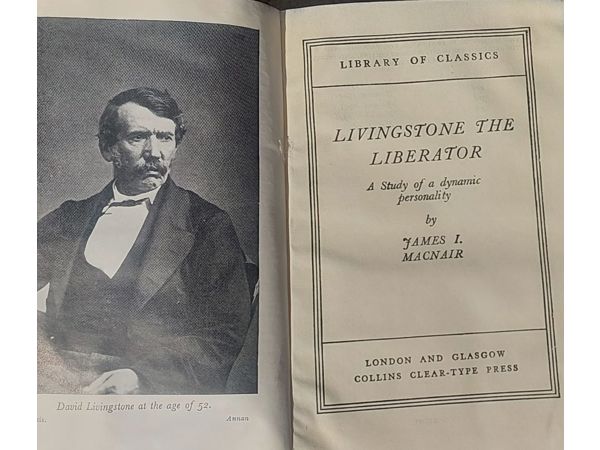 David Livingstone at the age of 52.
Annan
LIBRARY OF CLASSICS
LIVINGSTONE THE
LIBERATOR
A Study of a dynamic
personality
by
JAMES I.
MACNAIR
LONDON AND GLASGOW
COLLINS CLEAR-TYPE PRESS